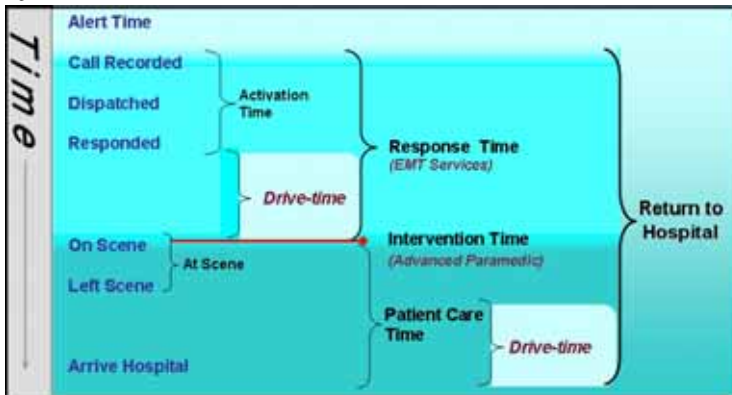 Time
Alert Time
Call Recorded
Dispatched
Responded
Activation
Time
Drive-time
Response Time
(EMT Services)
On Scene
At Scene
Left Scene
Intervention Time
(Advanced Paramedic)
Return to
Hospital
Patient Care
Time
Drive-time
Arrive Hospital